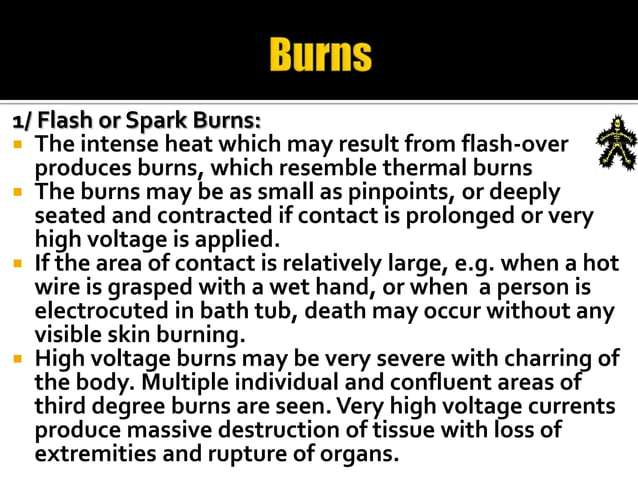 Burns
1/ Flash or Spark Burns:
The intense heat which may result from flash-over
produces burns, which resemble thermal burns
The burns may be as small as pinpoints, or deeply
seated and contracted if contact is prolonged or very
high voltage is applied.
If the area of contact is relatively large, e.g. when a hot
wire is grasped with a wet hand, or when a person is
electrocuted in bath tub, death may occur without any
visible skin burning.
High voltage burns may be very severe with charring of
the body. Multiple individual and confluent areas of
third degree burns are seen. Very high voltage currents
produce massive destruction of tissue with loss of
extremities and rupture of organs.